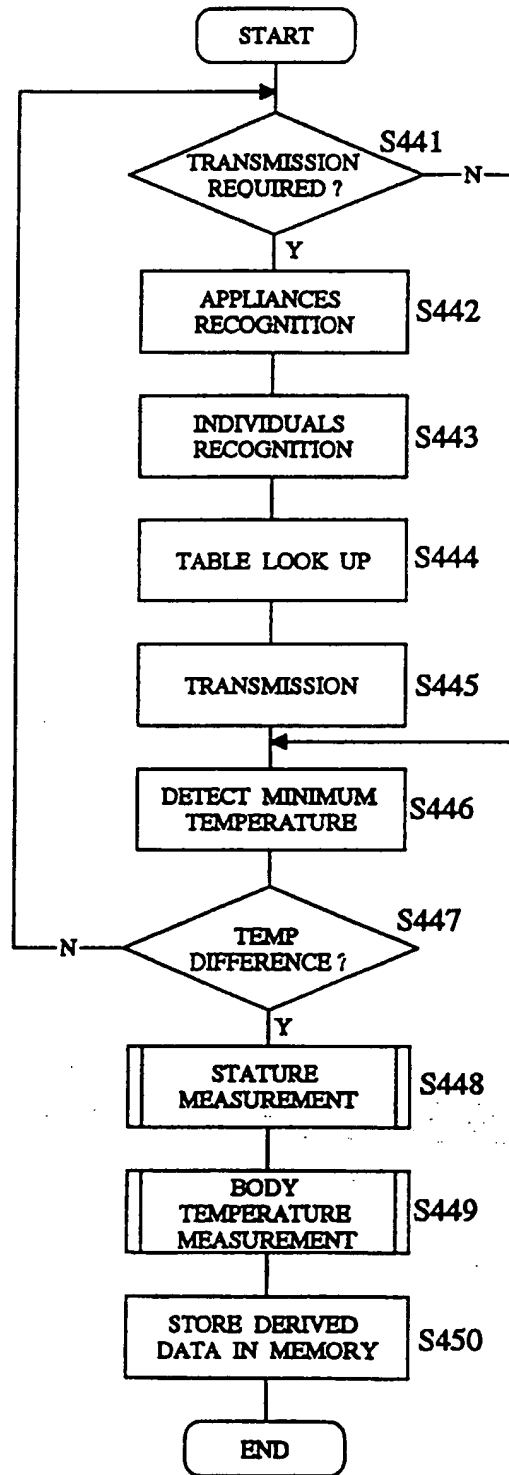 START
S441
TRANSMISSION
REQUIRED ?
N
Y
APPLIANCES
RECOGNITION
S442
INDIVIDUALS
RECOGNITION
S443
TABLE LOOK UP
S444
TRANSMISSION
S445
DETECT MINIMUM
TEMPERATURE
S446
S447
TEMP
DIFFERENCE ?
N
Y
STATURE
MEASUREMENT
S448
BODY
TEMPERATURE
MEASUREMENT
S449
STORE DERIVED
DATA IN MEMORY
S450
END